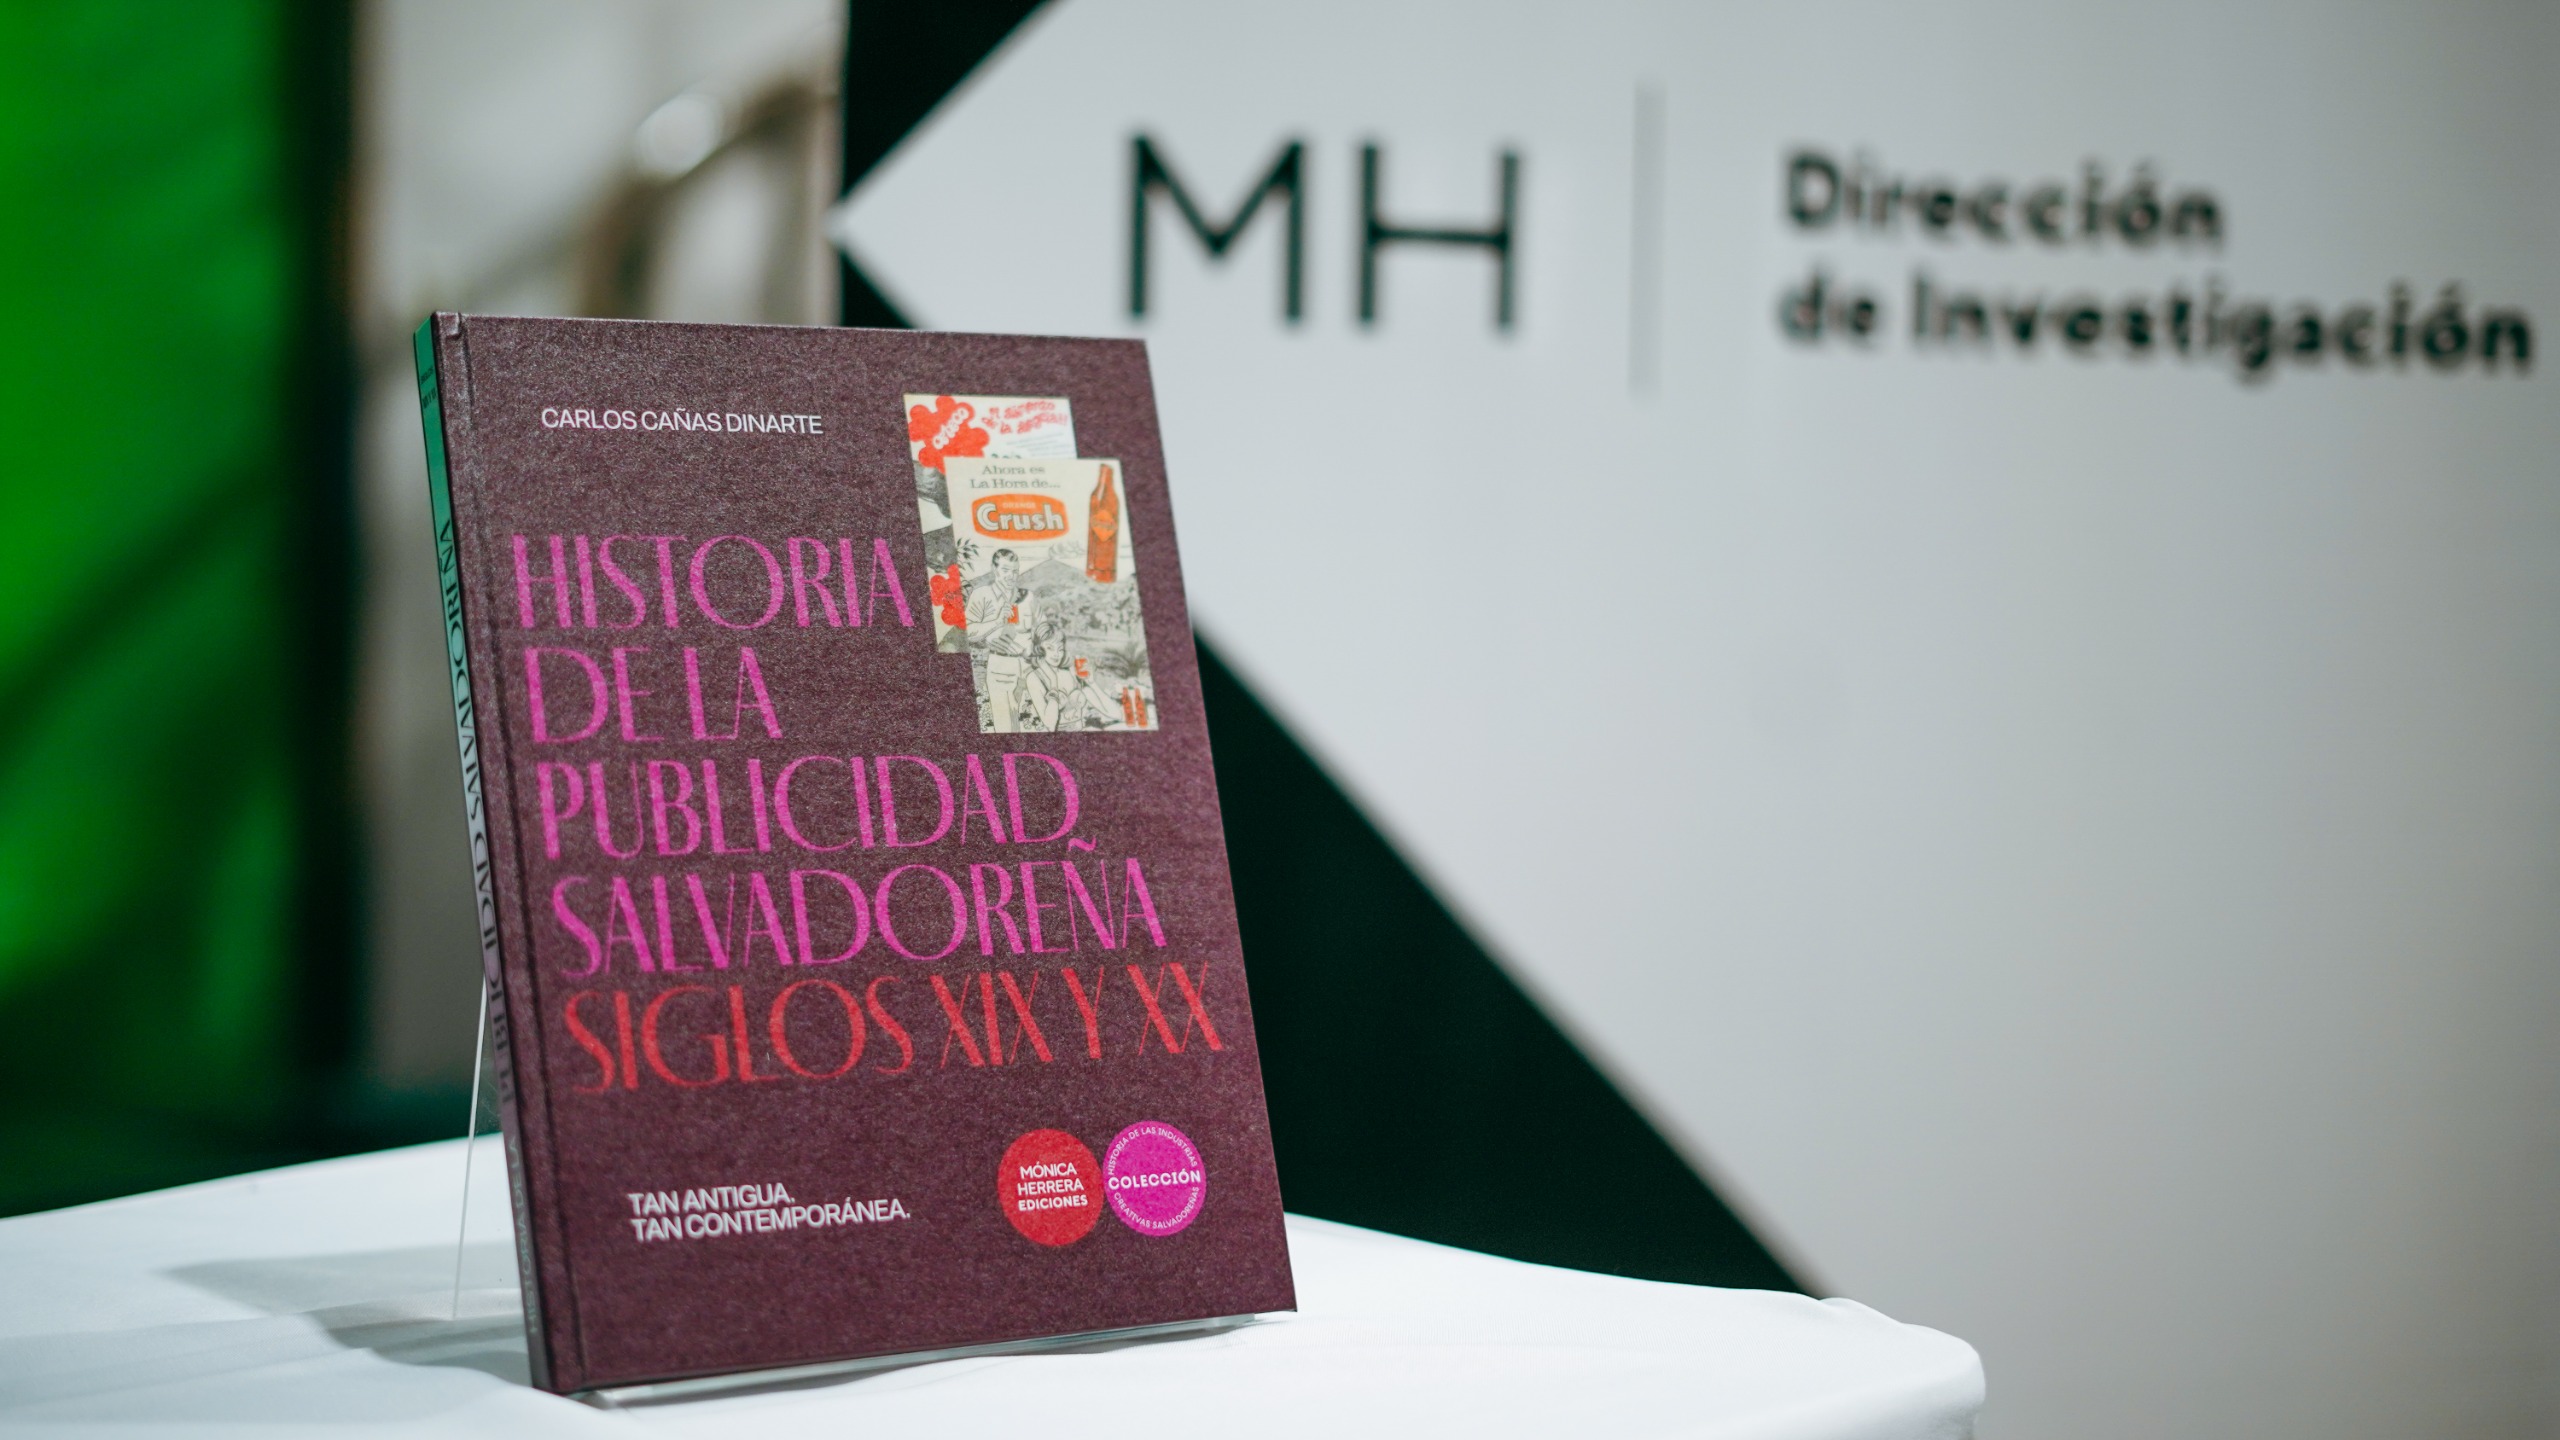 MH
Dirección
de Investigación
CARLOS CAÑAS DINARTE
Ahora es
La Hora de...
ORANGE
Crush
HISTORIA
DE LA
PUBLICIDAD
SALVADOREÑA
SIGLOS XIX Y XX
TAN ANTIGUA.
TAN CONTEMPORÁNEA.
MÓNICA
HERRERA
EDICIONES
HISTORIA DE LAS INDUSTRIAS
COLECCIÓN
CREATIVAS SALVADOREÑAS
HISTORIA DE LA PUBLICIDAD SALVADOREÑA